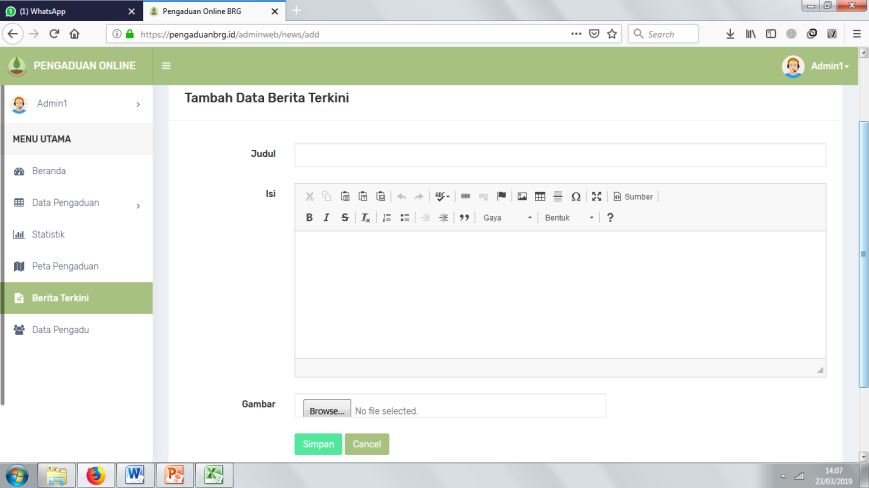 (1) WhatsApp
Pengaduan Online BRG
https://pengaduanbrg.id/adminweb/news/add
Search
PENGADUAN ONLINE
Admin1
Admin1
MENU UTAMA
Beranda
Data Pengaduan
Statistik
Peta Pengaduan
Berita Terkini
Data Pengadu
Tambah Data Berita Terkini
Judul
Isi
ABC
Sumber
B I S Ix
Gaya
Bentuk
?
Gambar
Browse... No file selected.
Simpan
Cancel
14:07
23/03/2019